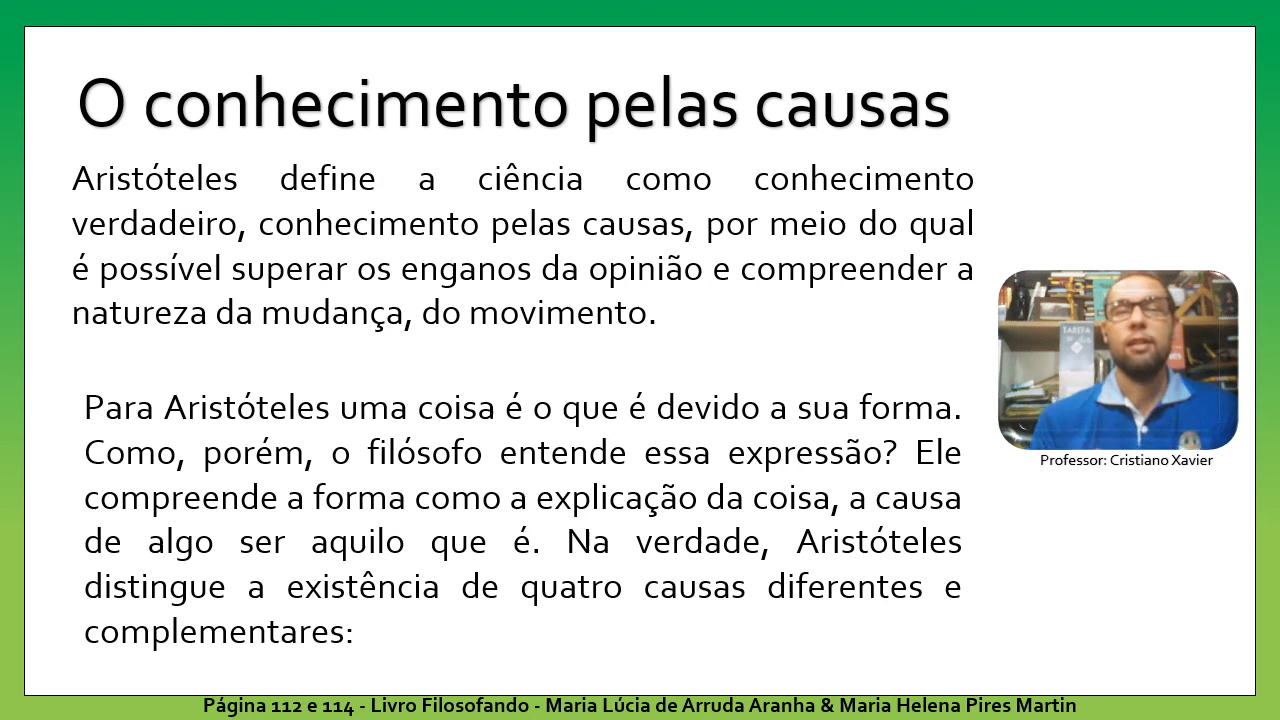 O conhecimento pelas causas
Aristóteles define a ciência como conhecimento
verdadeiro, conhecimento pelas causas, por meio do qual
é possível superar os enganos da opinião e compreender a
natureza da mudança, do movimento.
Para Aristóteles uma coisa é o que é devido a sua forma.
Como, porém, o filósofo entende essa expressão? Ele
compreende a forma como a explicação da coisa, a causa
de algo ser aquilo que é. Na verdade, Aristóteles
distingue a existência de quatro causas diferentes e
complementares:
TAREFA
Professor: Cristiano Xavier
Página 112 e 114 - Livro Filosofando - Maria Lúcia de Arruda Aranha & Maria Helena Pires Martin